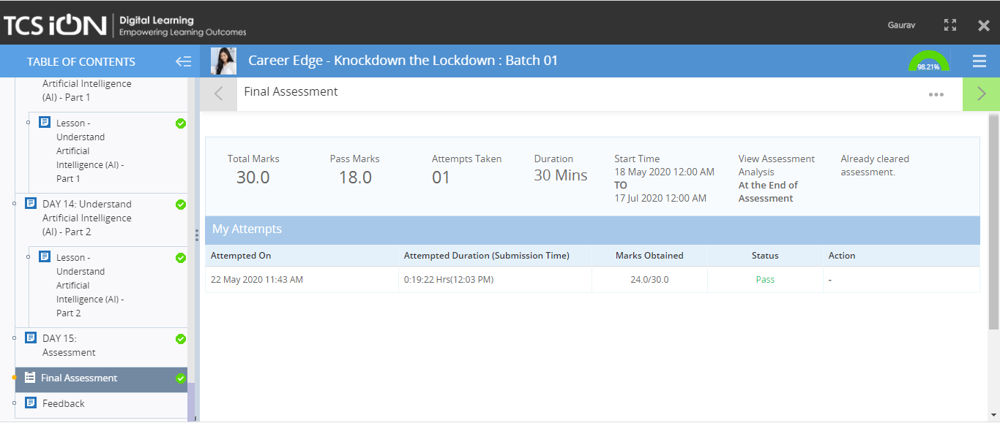 TCS iON
Digital Learning
Empowering Learning Outcomes
Gaurav
TABLE OF CONTENTS
Career Edge - Knockdown the Lockdown : Batch 01
98.21%
Artificial Intelligence
(AI) - Part 1
Lesson -
Understand
Artificial
Intelligence (AI) -
Part 1
DAY 14: Understand
Artificial Intelligence
(AI) - Part 2
Lesson -
Understand
Artificial
Intelligence (AI) -
Part 2
DAY 15:
Assessment
Final Assessment
Feedback
Final Assessment
Total Marks
30.0
Pass Marks
18.0
Attempts Taken
01
Duration
30 Mins
Start Time
18 May 2020 12:00 AM
TO
17 Jul 2020 12:00 AM
View Assessment
Analysis
At the End of
Assessment
Already cleared
assessment.
My Attempts
Attempted On Attempted Duration (Submission Time) Marks Obtained Status Action
22 May 2020 11:43 AM 0:19:22 Hrs(12:03 PM) 24.0/30.0 Pass -